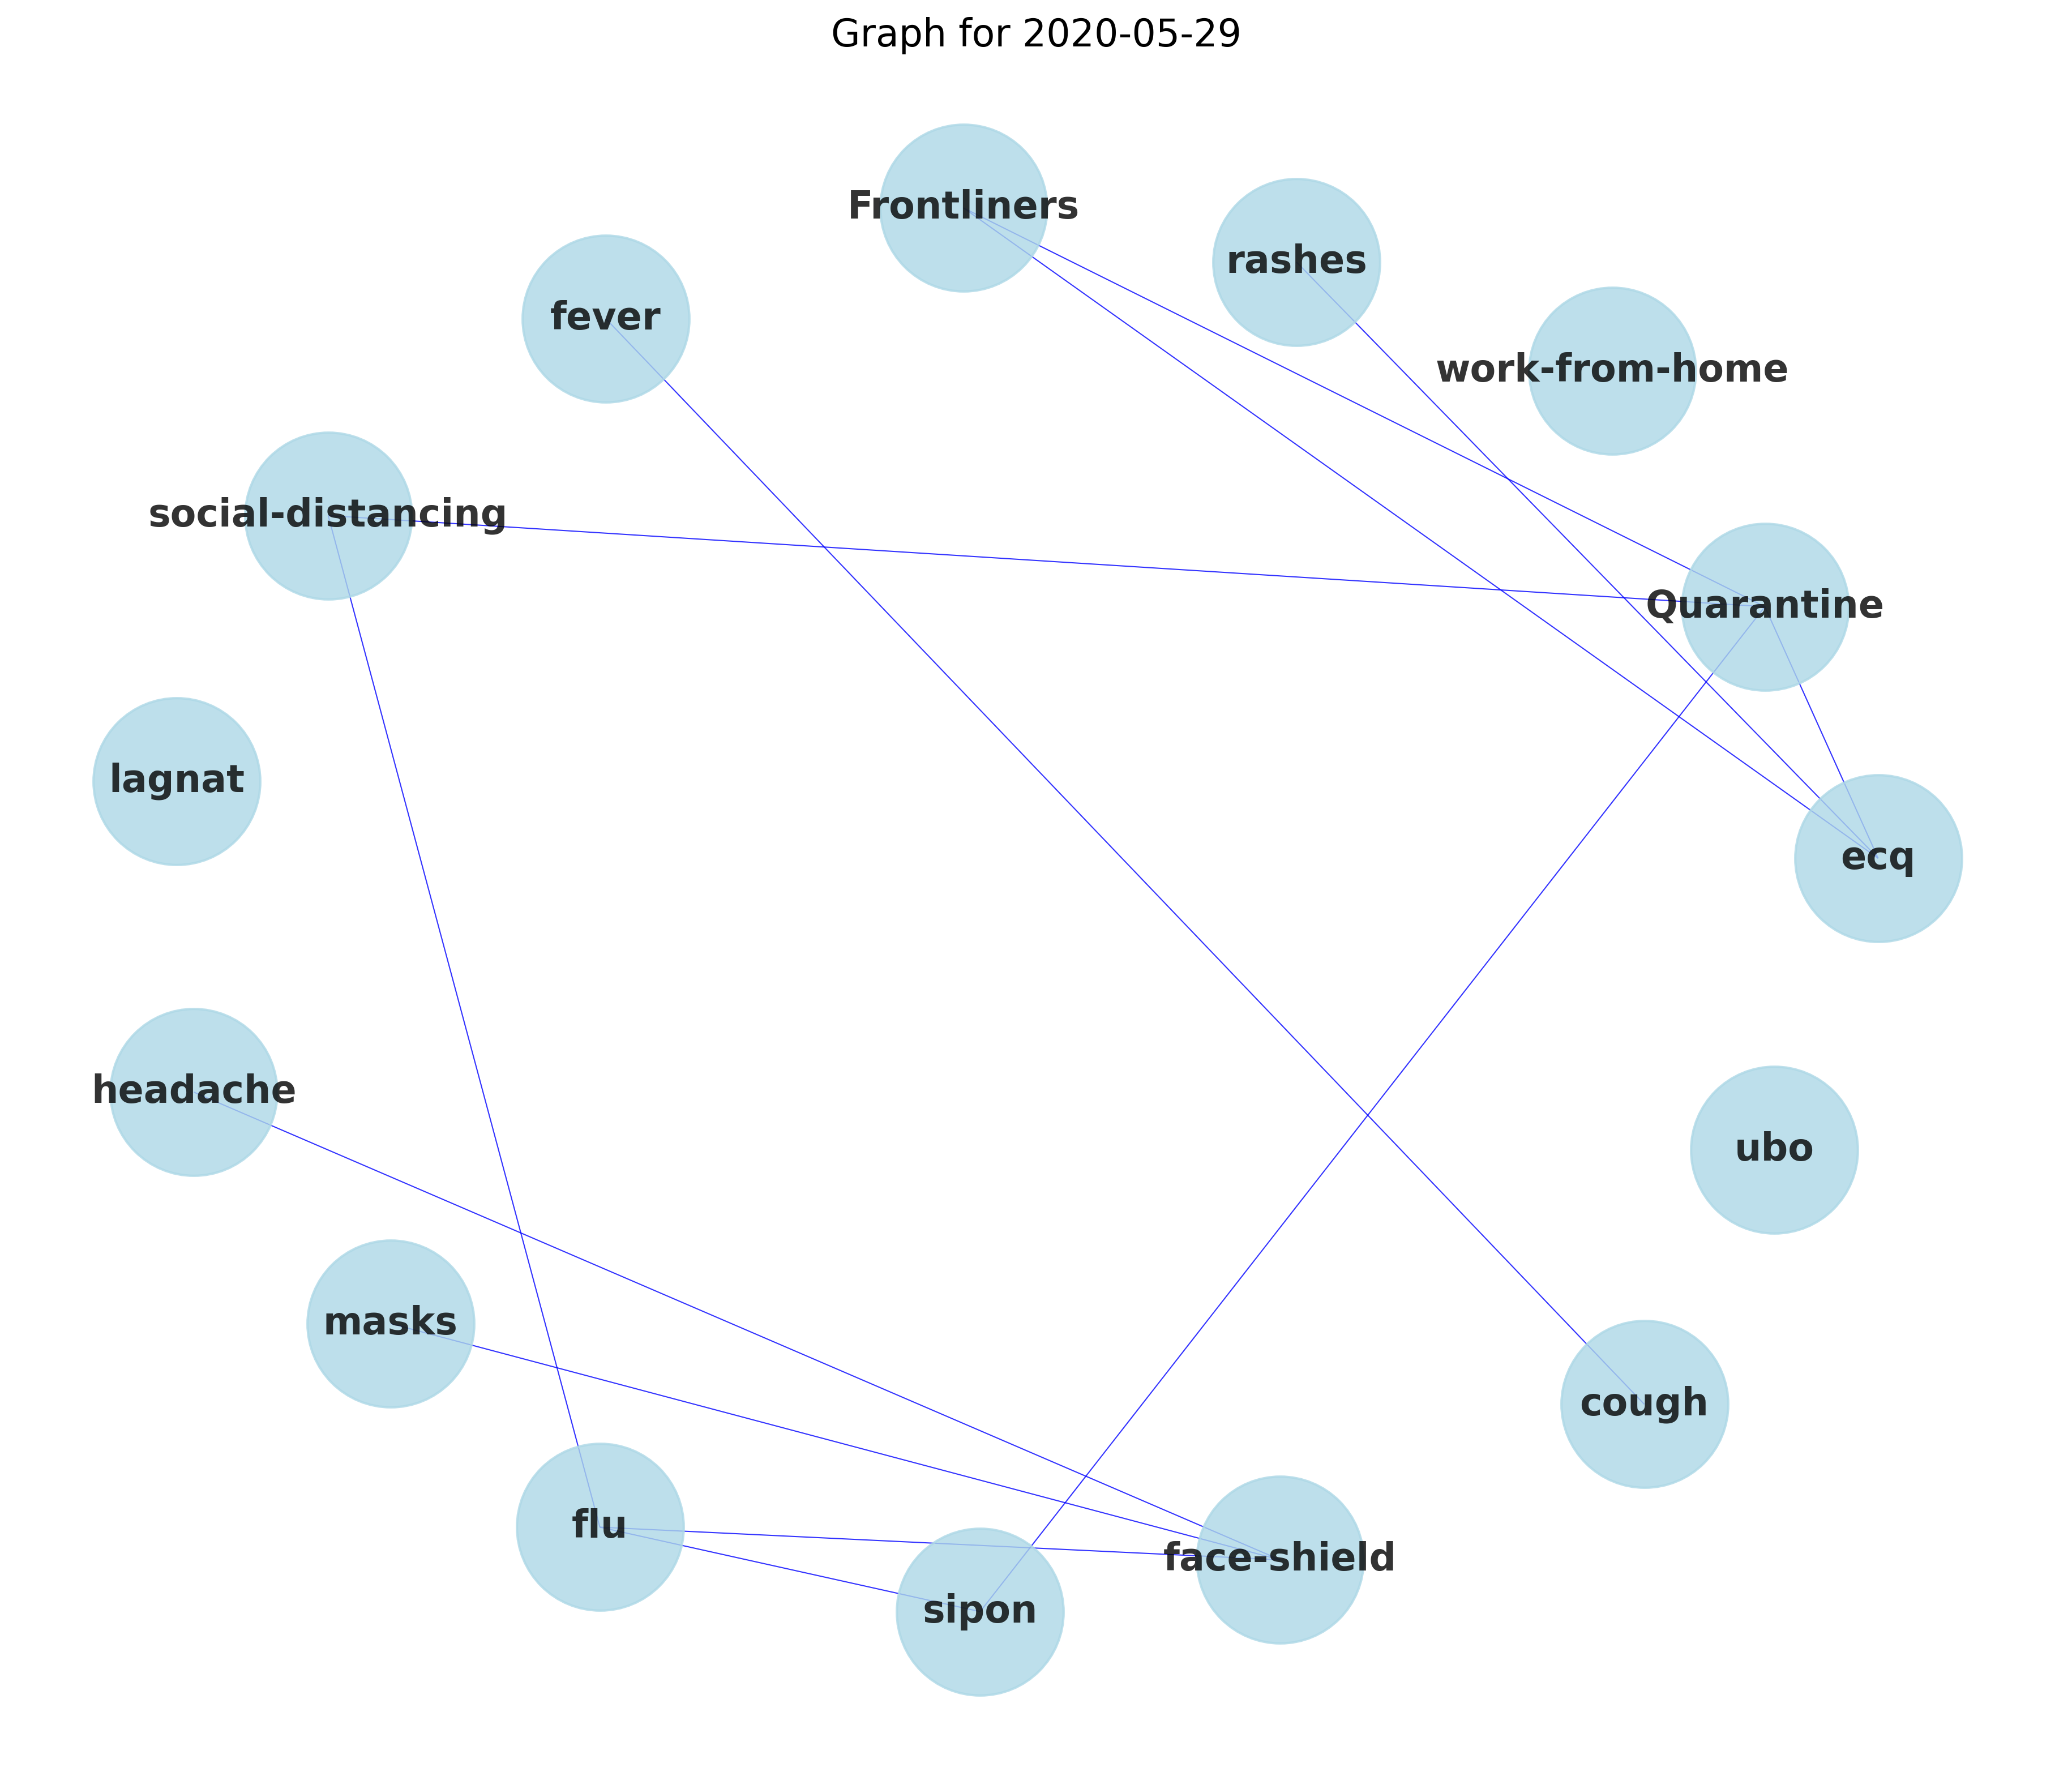 Graph for 2020-05-29
Frontliners
rashes
fever
work-from-home
social-distancing
Quarantine
lagnat
ecq
headache
ubo
masks
cough
flu
face-shield
sipon